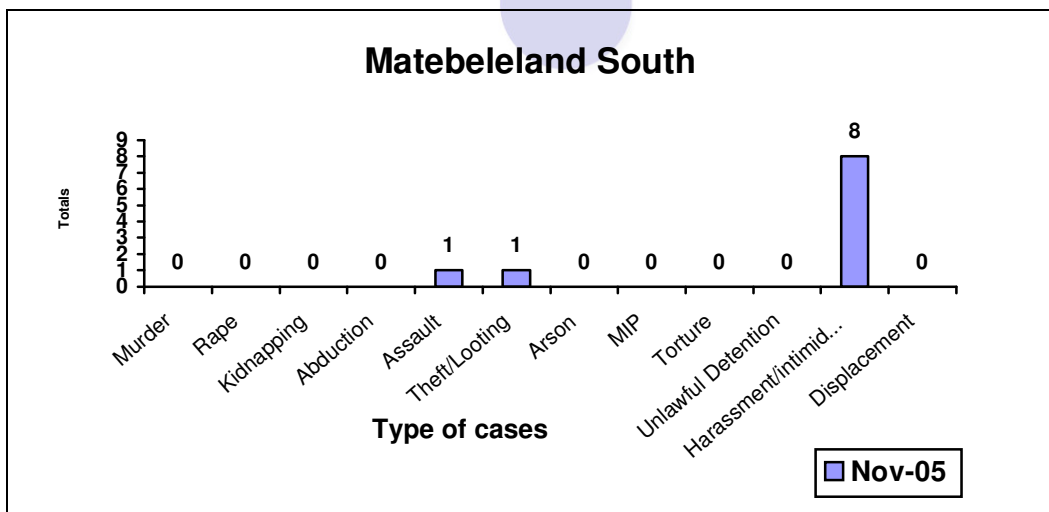 Matebeleland South
9
8
7
6
5
4
3
2
1
0
Totals
0 0 0 0 1 1 0 0 0 0 8 0
Murder
Rape
Kidnapping
Abduction
Assault
Theft/Looting
Arson
MIP
Torture
Unlawful Detention
Harassment/intimid...
Displacement
Type of cases
Nov-05